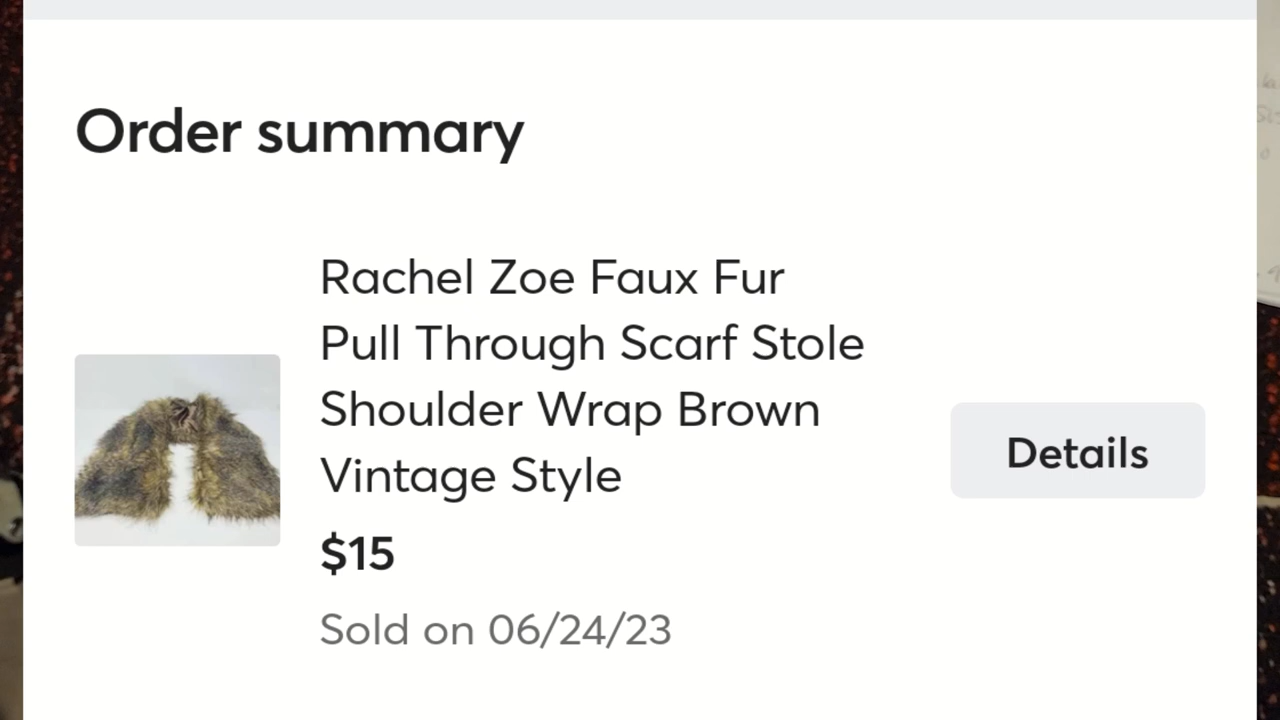 Order summary
Rachel Zoe Faux Fur
Pull Through Scarf Stole
Shoulder Wrap Brown
Vintage Style
$15
Sold on 06/24/23
Details